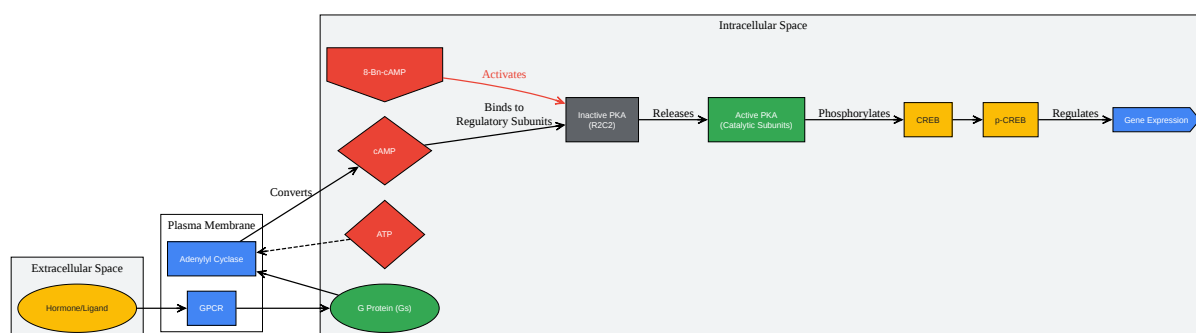 Intracellular Space
8-Bn-cAMP
Activates
Binds to
Regulatory Subunits
Inactive PKA
(R2C2)
Releases
Active PKA
(Catalytic Subunits)
Phosphorylates
CREB
p-CREB
Regulates
Gene Expression
cAMP
Converts
Plasma Membrane
ATP
Adenylyl Cyclase
Extracellular Space
Hormone/Ligand
GPCR
G Protein (Gs)